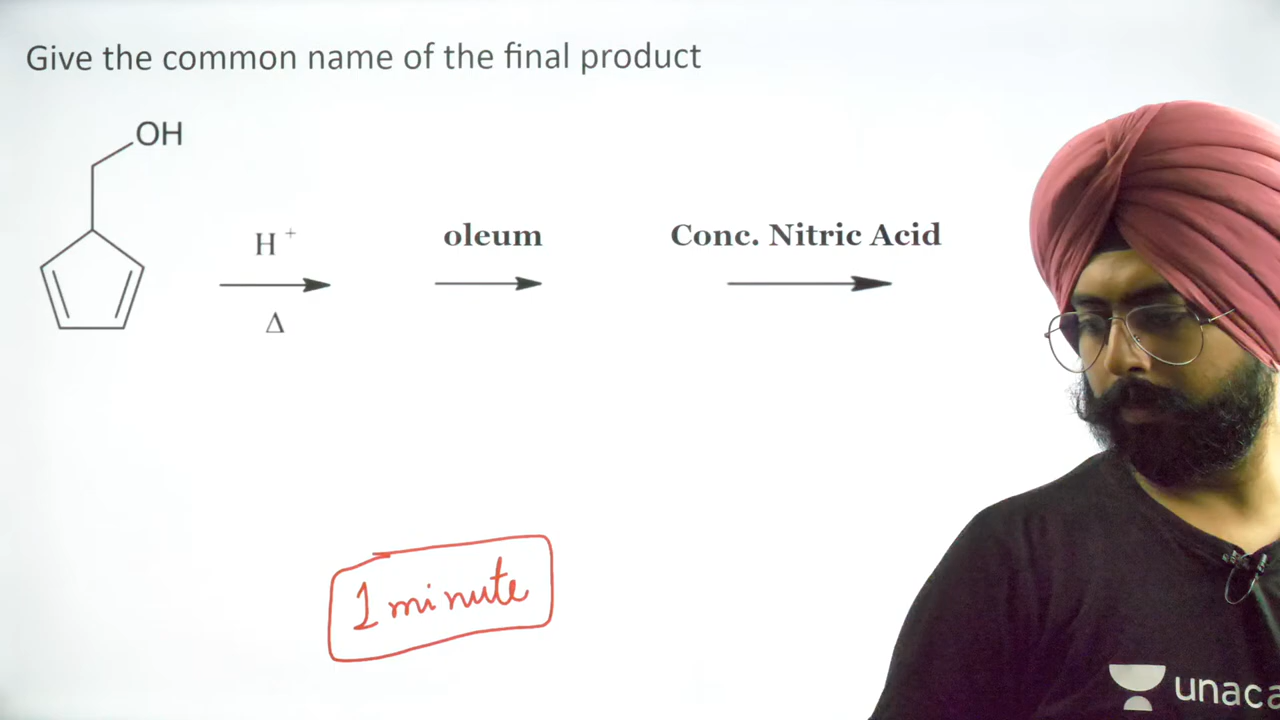 Give the common name of the final product
OH
H+
Δ
oleum
Conc. Nitric Acid
1 minute
unaca